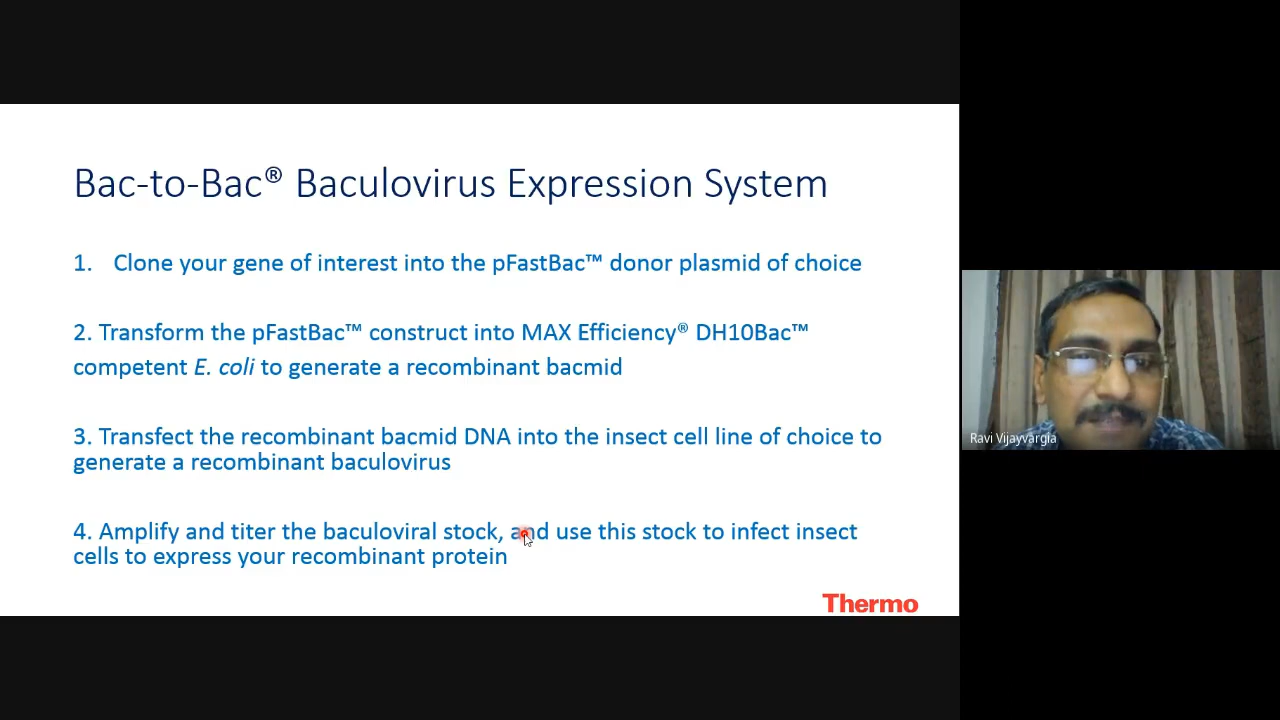 Bac-to-Bac® Baculovirus Expression System
1. Clone your gene of interest into the pFastBac™ donor plasmid of choice
2. Transform the pFastBac™ construct into MAX Efficiency® DH10Bac™
competent E. coli to generate a recombinant bacmid
3. Transfect the recombinant bacmid DNA into the insect cell line of choice to
generate a recombinant baculovirus
4. Amplify and titer the baculoviral stock, and use this stock to infect insect
cells to express your recombinant protein
Thermo
Ravi Vijayvargia